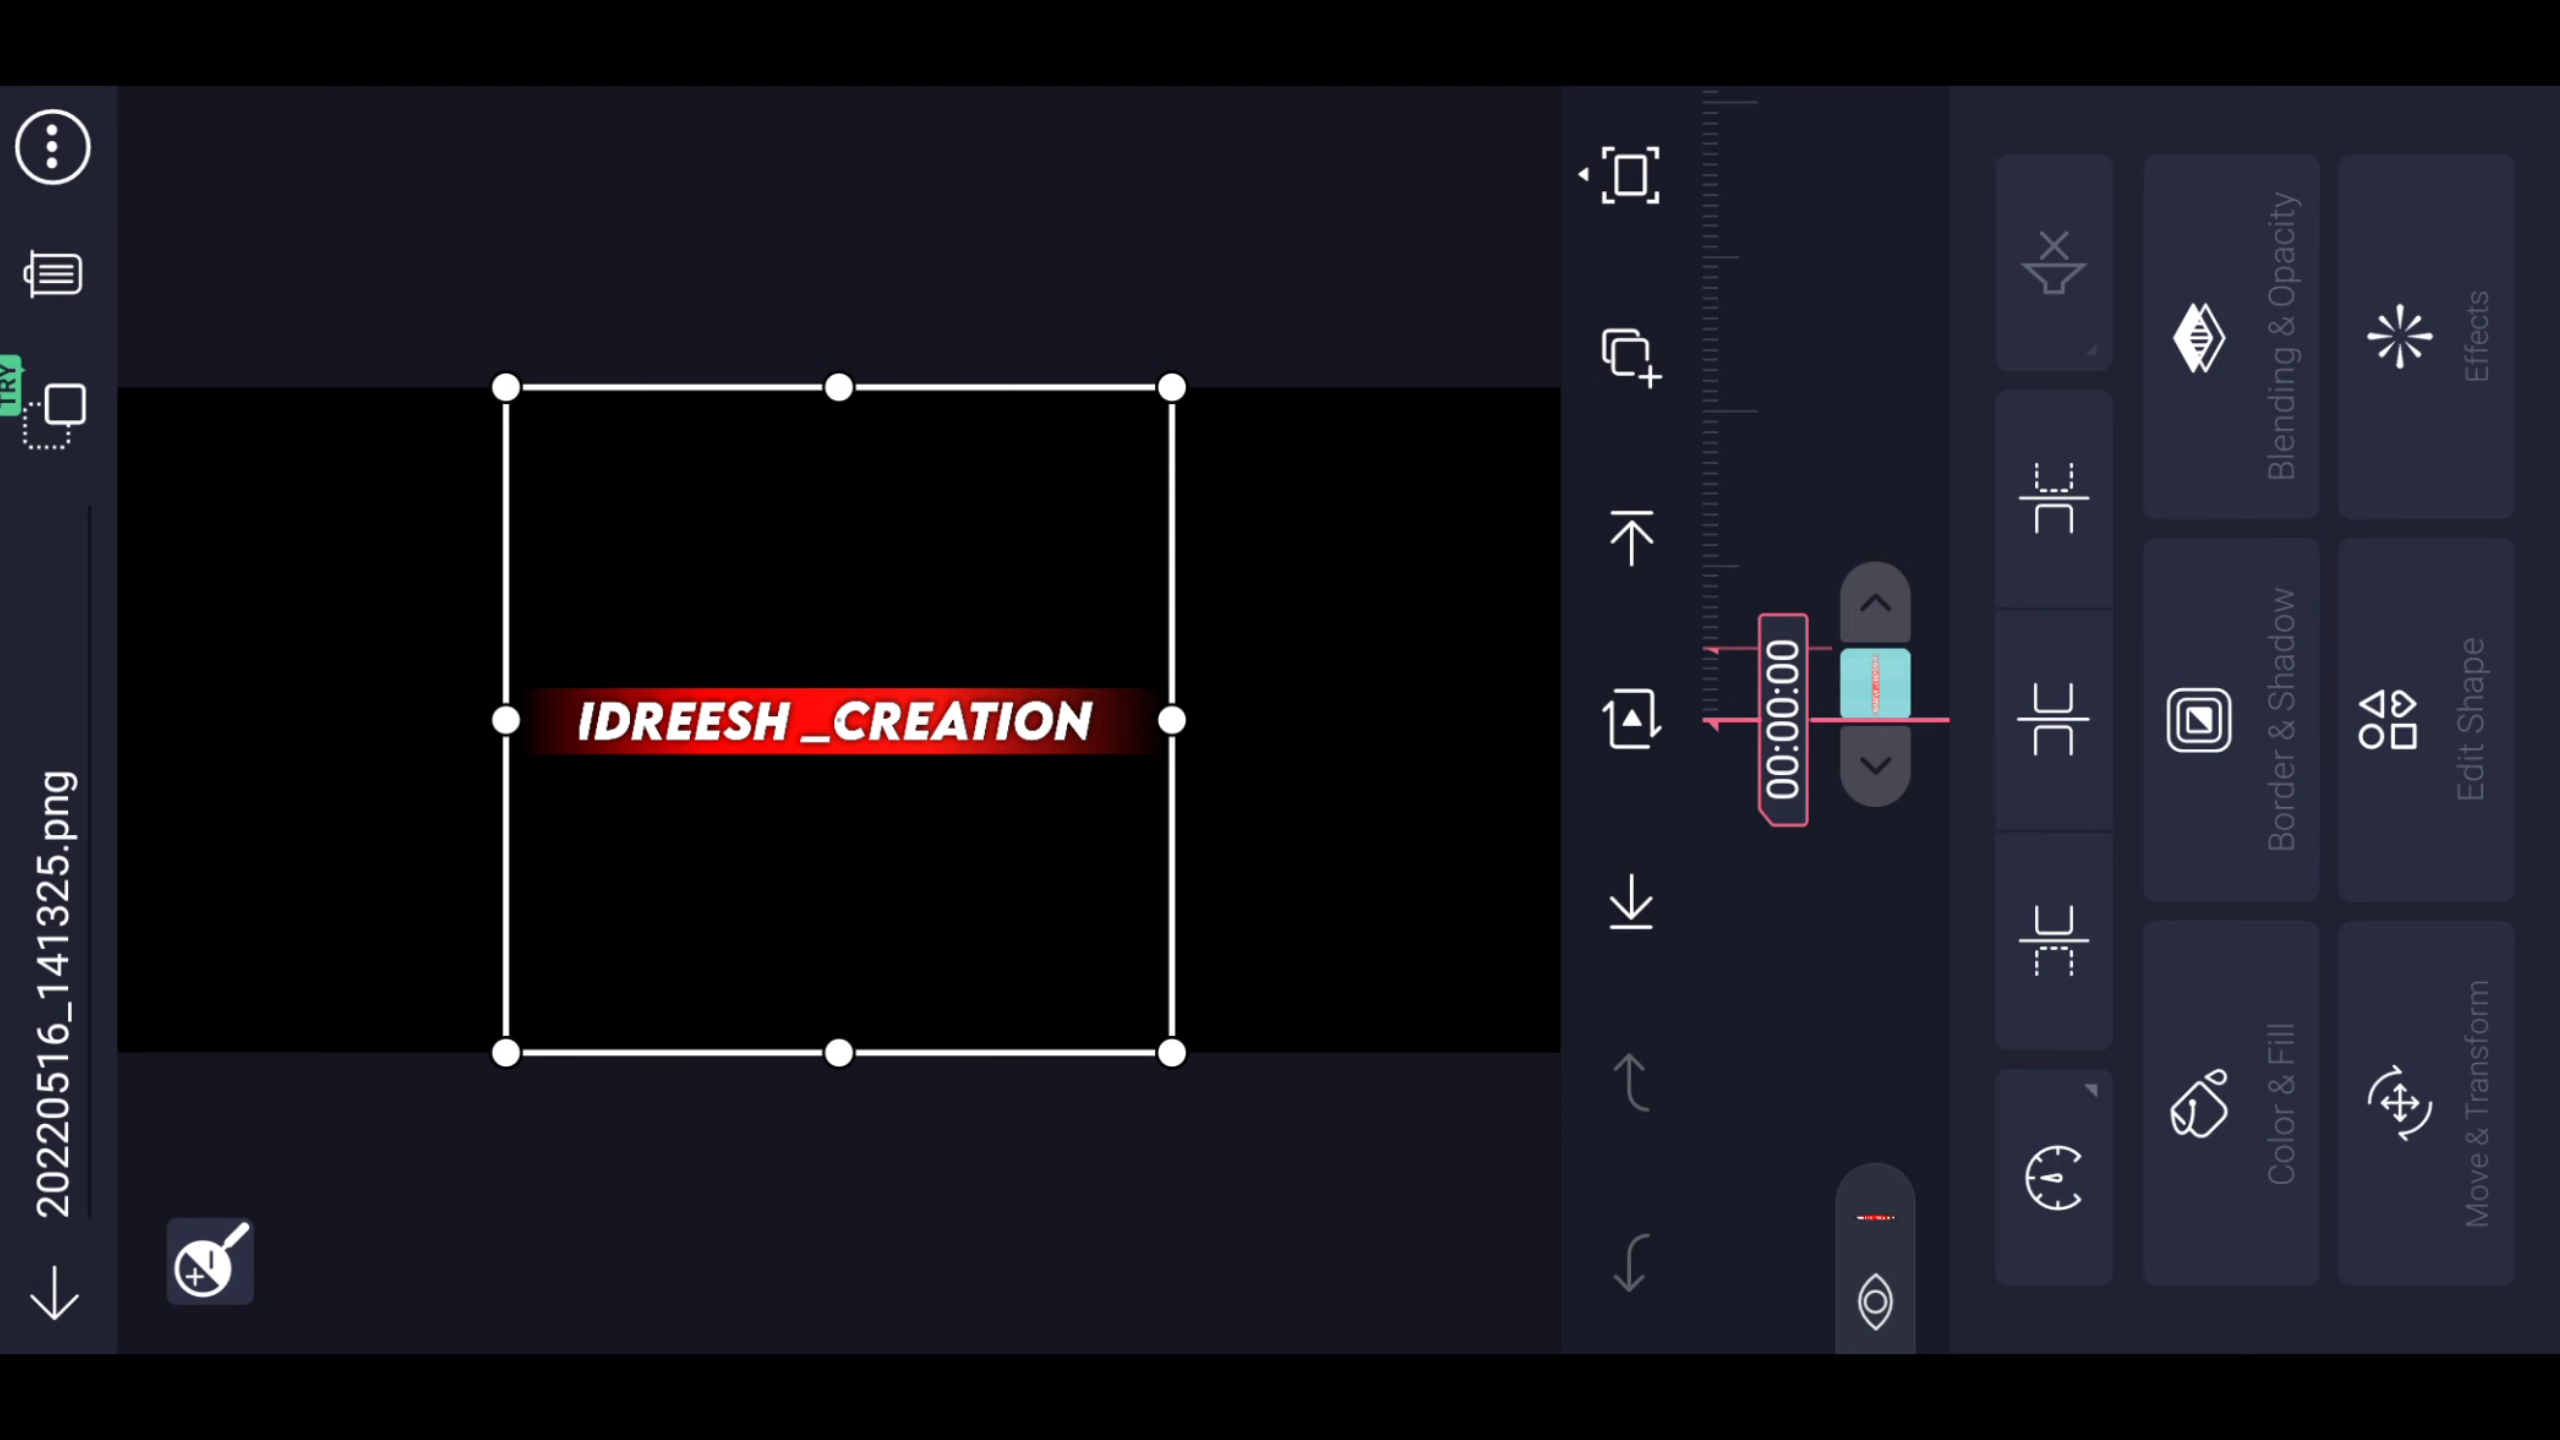 20220516_141325.png
TRY
IDREESH _CREATION
00:00:00
Color & Fill
Border & Shadow
Blending & Opacity
Move & Transform
Edit Shape
Effects